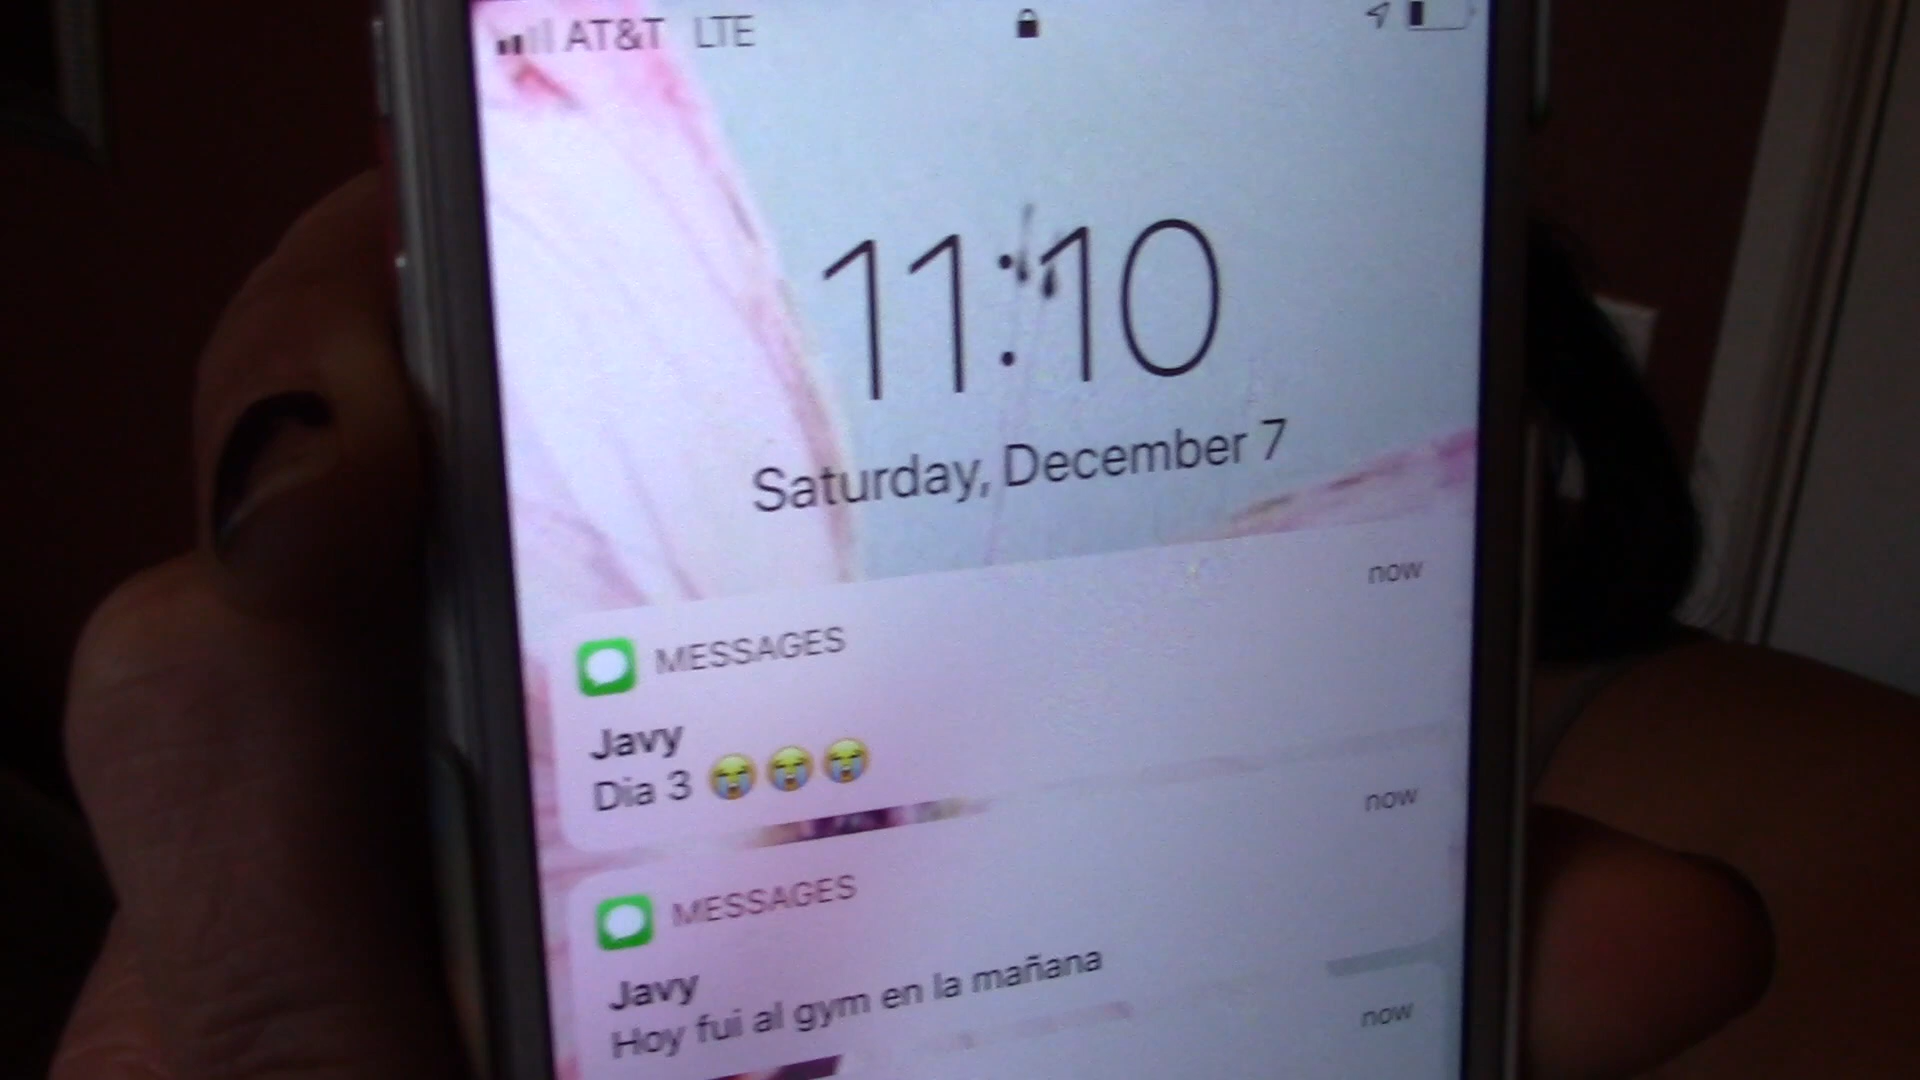 AT&T LTE
11:10
Saturday, December 7
MESSAGES now
Javy
Dia 3 😭😭😭
MESSAGES now
Javy
Hoy fui al gym en la mañana
now